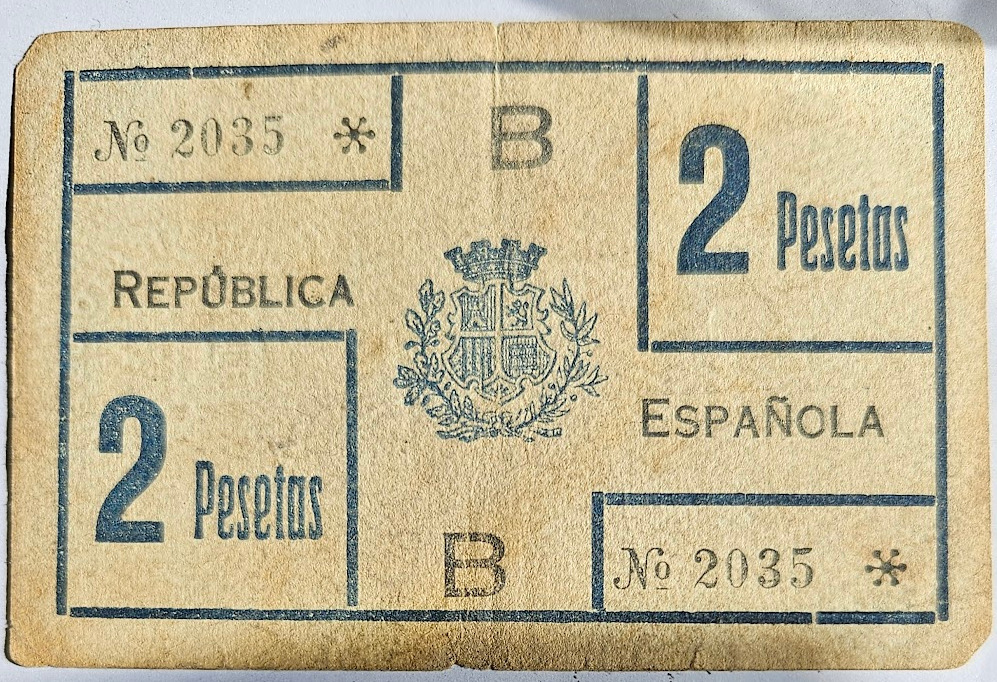 № 2035 *
B
2 Pesetas
REPÚBLICA
ESPAÑOLA
2 Pesetas
B
№ 2035 *